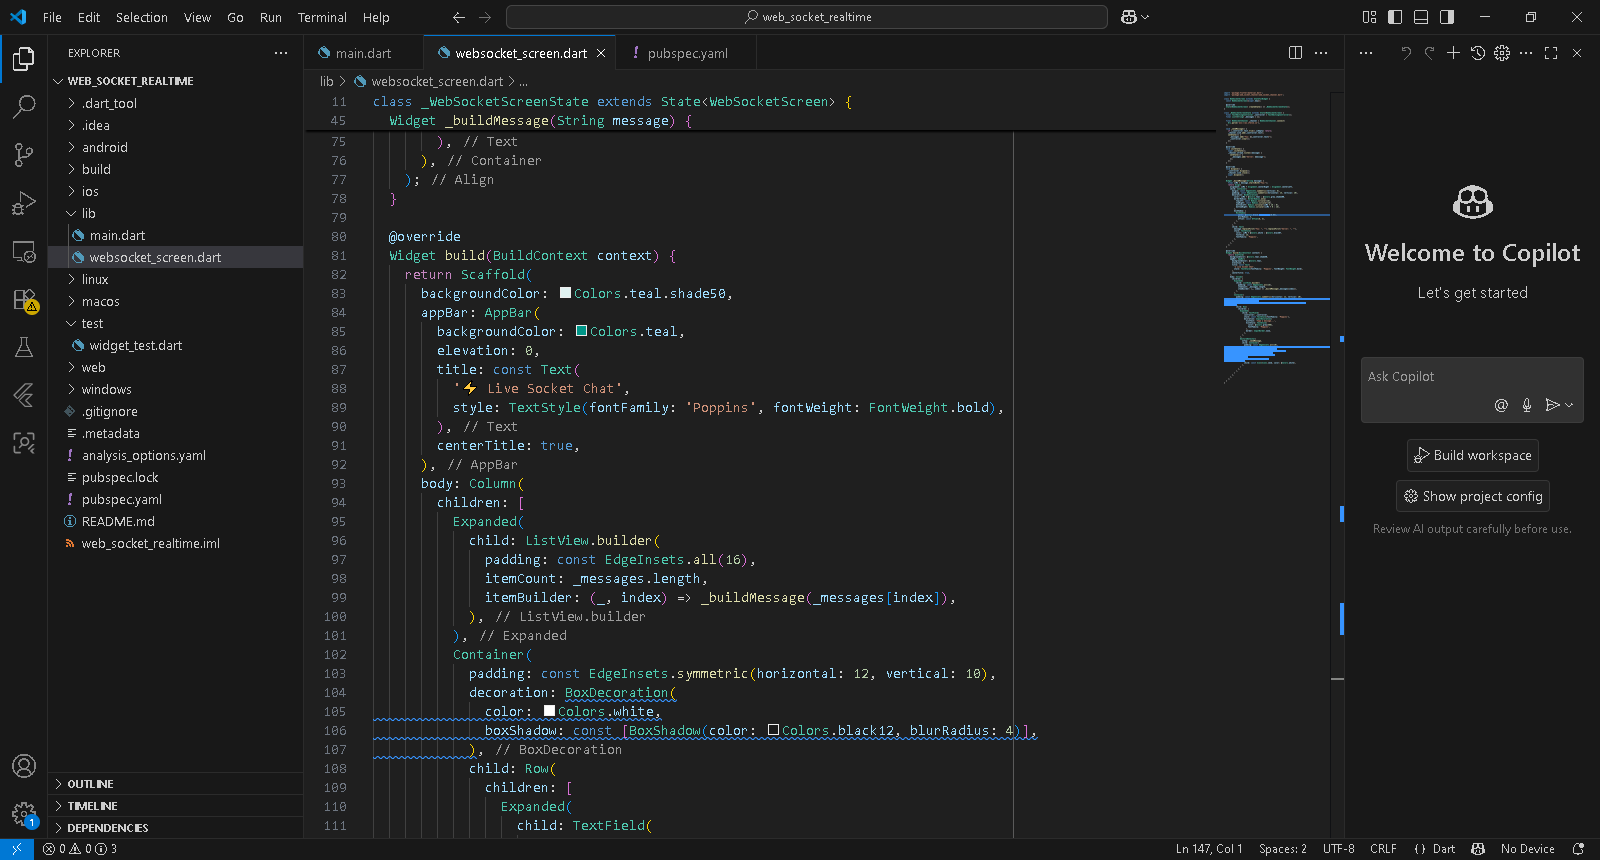 File Edit Selection View Go Run Terminal Help
web_socket_realtime
EXPLORER
WEB_SOCKET_REALTIME
.dart_tool
.idea
android
build
ios
lib
main.dart
websocket_screen.dart
linux
macos
test
widget_test.dart
web
windows
.gitignore
.metadata
analysis_options.yaml
pubspec.lock
pubspec.yaml
README.md
web_socket_realtime.iml
OUTLINE
TIMELINE
DEPENDENCIES
main.dart websocket_screen.dart pubspec.yaml
lib > websocket_screen.dart > ...
11 class _WebSocketScreenState extends State<WebSocketScreen> {
45 Widget _buildMessage(String message) {
75 ), // Text
76 ), // Container
77 ); // Align
78 }
79
80 @override
81 Widget build(BuildContext context) {
82 return Scaffold(
83 backgroundColor: Colors.teal.shade50,
84 appBar: AppBar(
85 backgroundColor: Colors.teal,
86 elevation: 0,
87 title: const Text(
88 '⚡ Live Socket Chat',
89 style: TextStyle(fontFamily: 'Poppins', fontWeight: FontWeight.bold),
90 ), // Text
91 centerTitle: true,
92 ), // AppBar
93 body: Column(
94 children: [
95 Expanded(
96 child: ListView.builder(
97 padding: const EdgeInsets.all(16),
98 itemCount: _messages.length,
99 itemBuilder: (_, index) => _buildMessage(_messages[index]),
100 ), // ListView.builder
101 ), // Expanded
102 Container(
103 padding: const EdgeInsets.symmetric(horizontal: 12, vertical: 10),
104 decoration: BoxDecoration(
105 color: Colors.white,
106 boxShadow: const [BoxShadow(color: Colors.black12, blurRadius: 4)],
107 ), // BoxDecoration
108 child: Row(
109 children: [
110 Expanded(
111 child: TextField(
Welcome to Copilot
Let's get started
Ask Copilot
Build workspace
Show project config
Review AI output carefully before use.
1
0 0 3
Ln 147, Col 1 Spaces: 2 UTF-8 CRLF {} Dart No Device